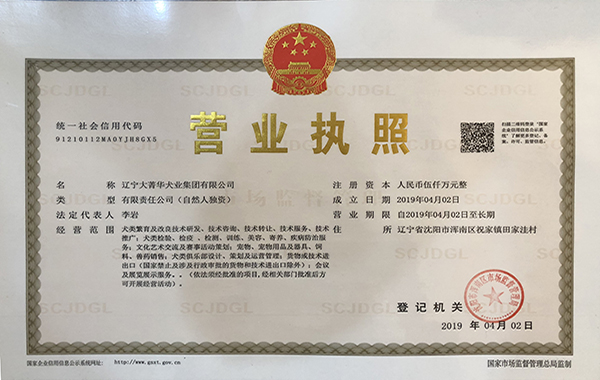 营业执照
统一社会信用代码
91210112MA0YJH8GX5
扫描二维码登录“国家企业信用信息公示系统”了解更多登记、备案、许可、监管信息。
名称 辽宁大菁华犬业集团有限公司
类型 有限责任公司(自然人独资)
法定代表人 李岩
经营范围 犬类繁育及改良技术研发、技术咨询、技术转让、技术服务、技术
推广;犬类检验、检疫、检测、训练、美容、寄养、疾病防治服
务;文化艺术交流及赛事活动策划;宠物、宠物用品及器具、饲
料、兽药销售;犬类俱乐部设计、策划及运营管理;货物或技术进
出口(国家禁止及涉及行政审批的货物和技术进出口除外);会议
及展览展示服务。。(依法须经批准的项目,经相关部门批准后方
可开展经营活动)。
注册资本 人民币伍仟万元整
成立日期 2019年04月02日
营业期限 自2019年04月02日至长期
住所 辽宁省沈阳市浑南区祝家镇田家洼村
登记机关
2019 年 04月 02日
国家企业信用信息公示系统网址: http://www.gsxt.gov.cn
国家市场监督管理总局监制
SCJDGL